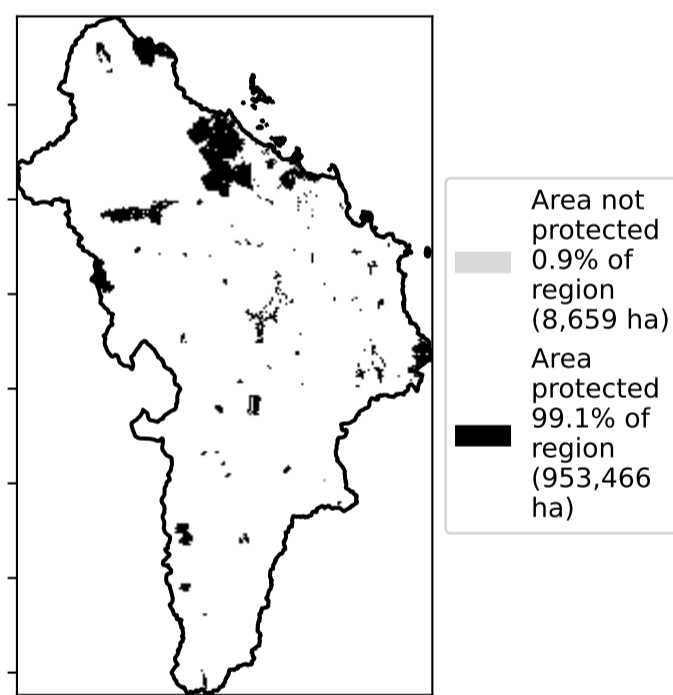 Area not
protected
0.9% of
region
(8,659 ha)
Area
protected
99.1% of
region
(953,466
ha)